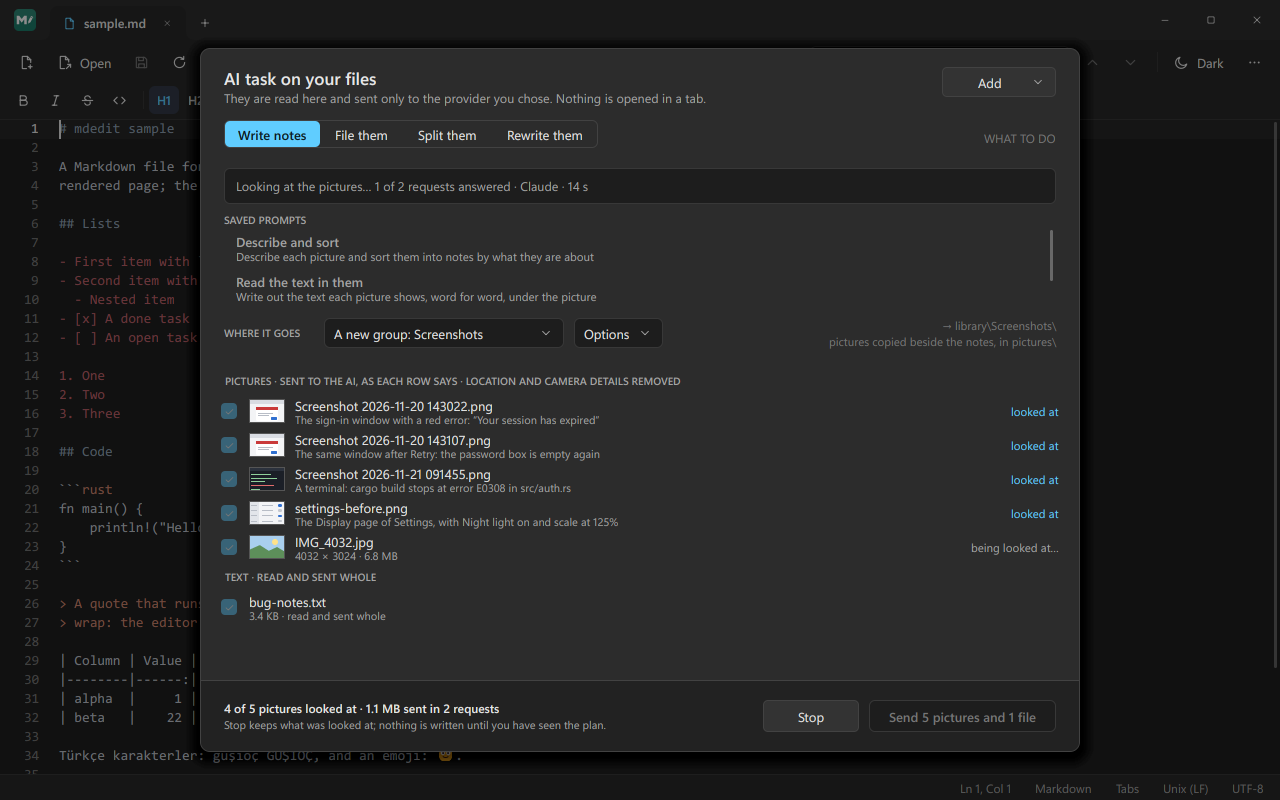 sample.md
Open
Dark
B I S <> H1
1 # mdedit sample
2
3 A Markdown file for
4 rendered page; the
5
6 ## Lists
7
8 - First item with
9 - Second item with
10 - Nested item
11 - [x] A done task
12 - [ ] An open task
13
14 1. One
15 2. Two
16 3. Three
17
18 ## Code
19
20 ```rust
21 fn main() {
22 println!("Hello
23 }
24 ```
25
26 > A quote that runs
27 > wrap: the editor
28
29 | Column | Value |
30 |--------|------:|
31 | alpha | 1 |
32 | beta | 22 |
33
34 Türkçe karakterler: ğüşıöç ĞÜŞİÖÇ, and an emoji: 🙂.
35
AI task on your files
They are read here and sent only to the provider you chose. Nothing is opened in a tab.
Add
Write notes File them Split them Rewrite them
WHAT TO DO
Looking at the pictures... 1 of 2 requests answered · Claude · 14 s
SAVED PROMPTS
Describe and sort
Describe each picture and sort them into notes by what they are about
Read the text in them
Write out the text each picture shows, word for word, under the picture
WHERE IT GOES A new group: Screenshots Options
→ library\Screenshots\
pictures copied beside the notes, in pictures\
PICTURES · SENT TO THE AI, AS EACH ROW SAYS · LOCATION AND CAMERA DETAILS REMOVED
Screenshot 2026-11-20 143022.png
The sign-in window with a red error: "Your session has expired"
looked at
Screenshot 2026-11-20 143107.png
The same window after Retry: the password box is empty again
looked at
Screenshot 2026-11-21 091455.png
A terminal: cargo build stops at error E0308 in src/auth.rs
looked at
settings-before.png
The Display page of Settings, with Night light on and scale at 125%
looked at
IMG_4032.jpg
4032 × 3024 · 6.8 MB
being looked at...
TEXT · READ AND SENT WHOLE
bug-notes.txt
3.4 KB · read and sent whole
4 of 5 pictures looked at · 1.1 MB sent in 2 requests
Stop keeps what was looked at; nothing is written until you have seen the plan.
Stop
Send 5 pictures and 1 file
Ln 1, Col 1 Markdown Tabs Unix (LF) UTF-8